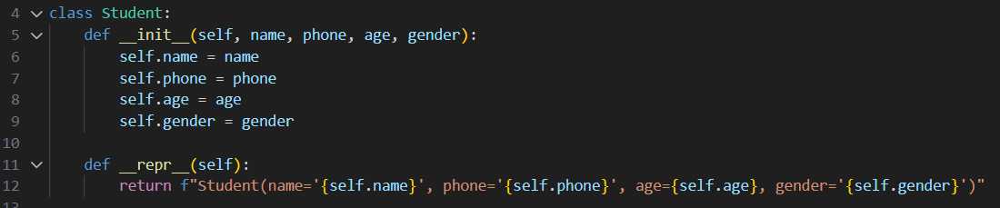 4 class Student:
5     def __init__(self, name, phone, age, gender):
6         self.name = name
7         self.phone = phone
8         self.age = age
9         self.gender = gender
10
11     def __repr__(self):
12         return f"Student(name='{self.name}', phone='{self.phone}', age={self.age}, gender='{self.gender}')"
13